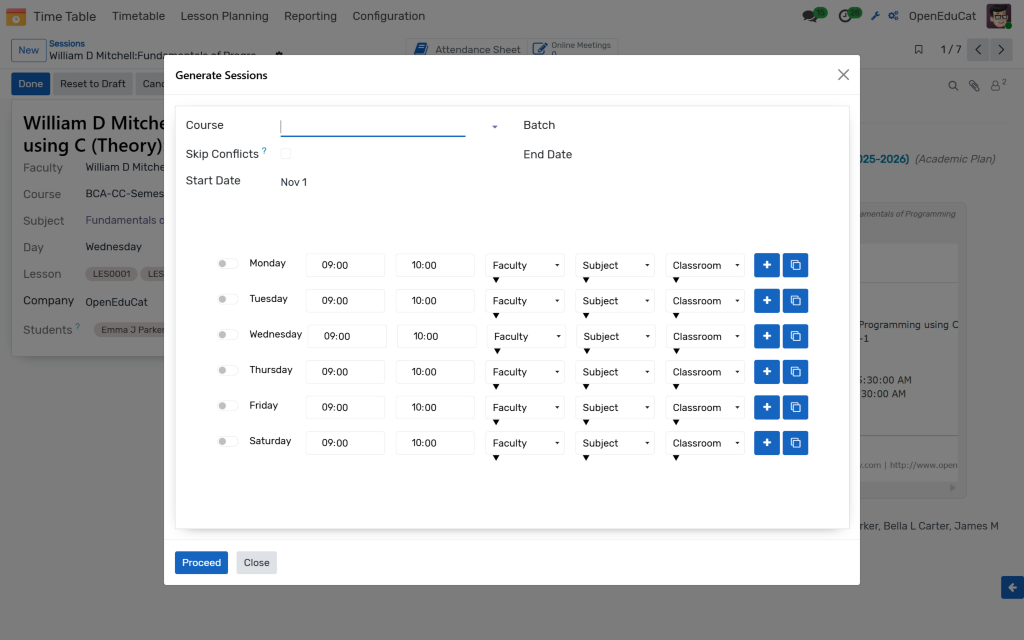 Time Table Timetable Lesson Planning Reporting Configuration OpenEduCat
New Sessions Attendance Sheet Online Meetings 1 / 7
William D Mitchell:Fundamentals of Progra 0
Done Reset to Draft 2
Generate Sessions
William D Mitche
using C (Theory)
Course Batch
Skip Conflicts ? End Date
Start Date Nov 1
025-2026) (Academic Plan)
Faculty William D Mitche
Course BCA-CC-Semes
Subject Fundamentals
Day Wednesday
Lesson LES0001 LES
Company OpenEduCat
Students ? Emma J Parker
amentals of Programming
Monday 09:00 10:00 Faculty Subject Classroom
Tuesday 09:00 10:00 Faculty Subject Classroom
Wednesday 09:00 10:00 Faculty Subject Classroom
Thursday 09:00 10:00 Faculty Subject Classroom
Friday 09:00 10:00 Faculty Subject Classroom
Saturday 09:00 10:00 Faculty Subject Classroom
Programming using C
-1
5:30:00 AM
30:00 AM
.com | http://www.open
rker, Bella L Carter, James M
Proceed Close